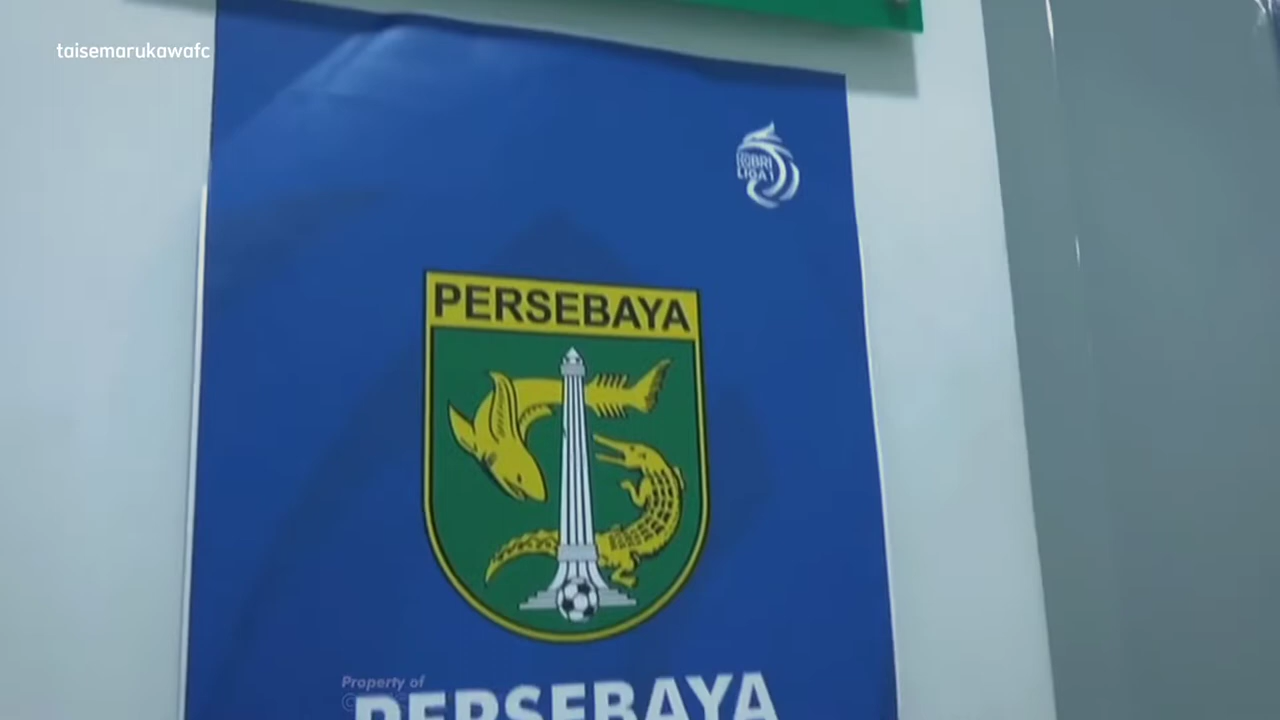 taisemarukawafc
BRI
LIGA 1
PERSEBAYA
Property of
PERSEBAYA